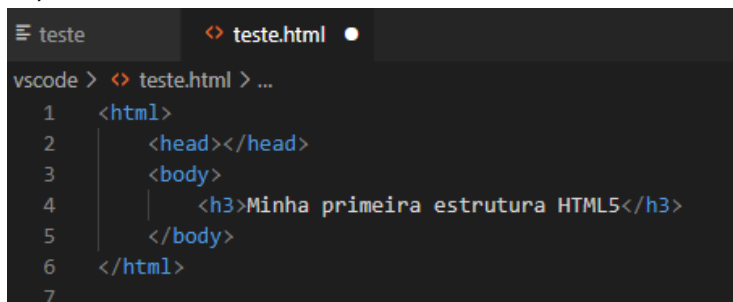 teste
teste.html
vscode > teste.html > ...
1 <html>
2 <head></head>
3 <body>
4 <h3>Minha primeira estrutura HTML5</h3>
5 </body>
6 </html>
7